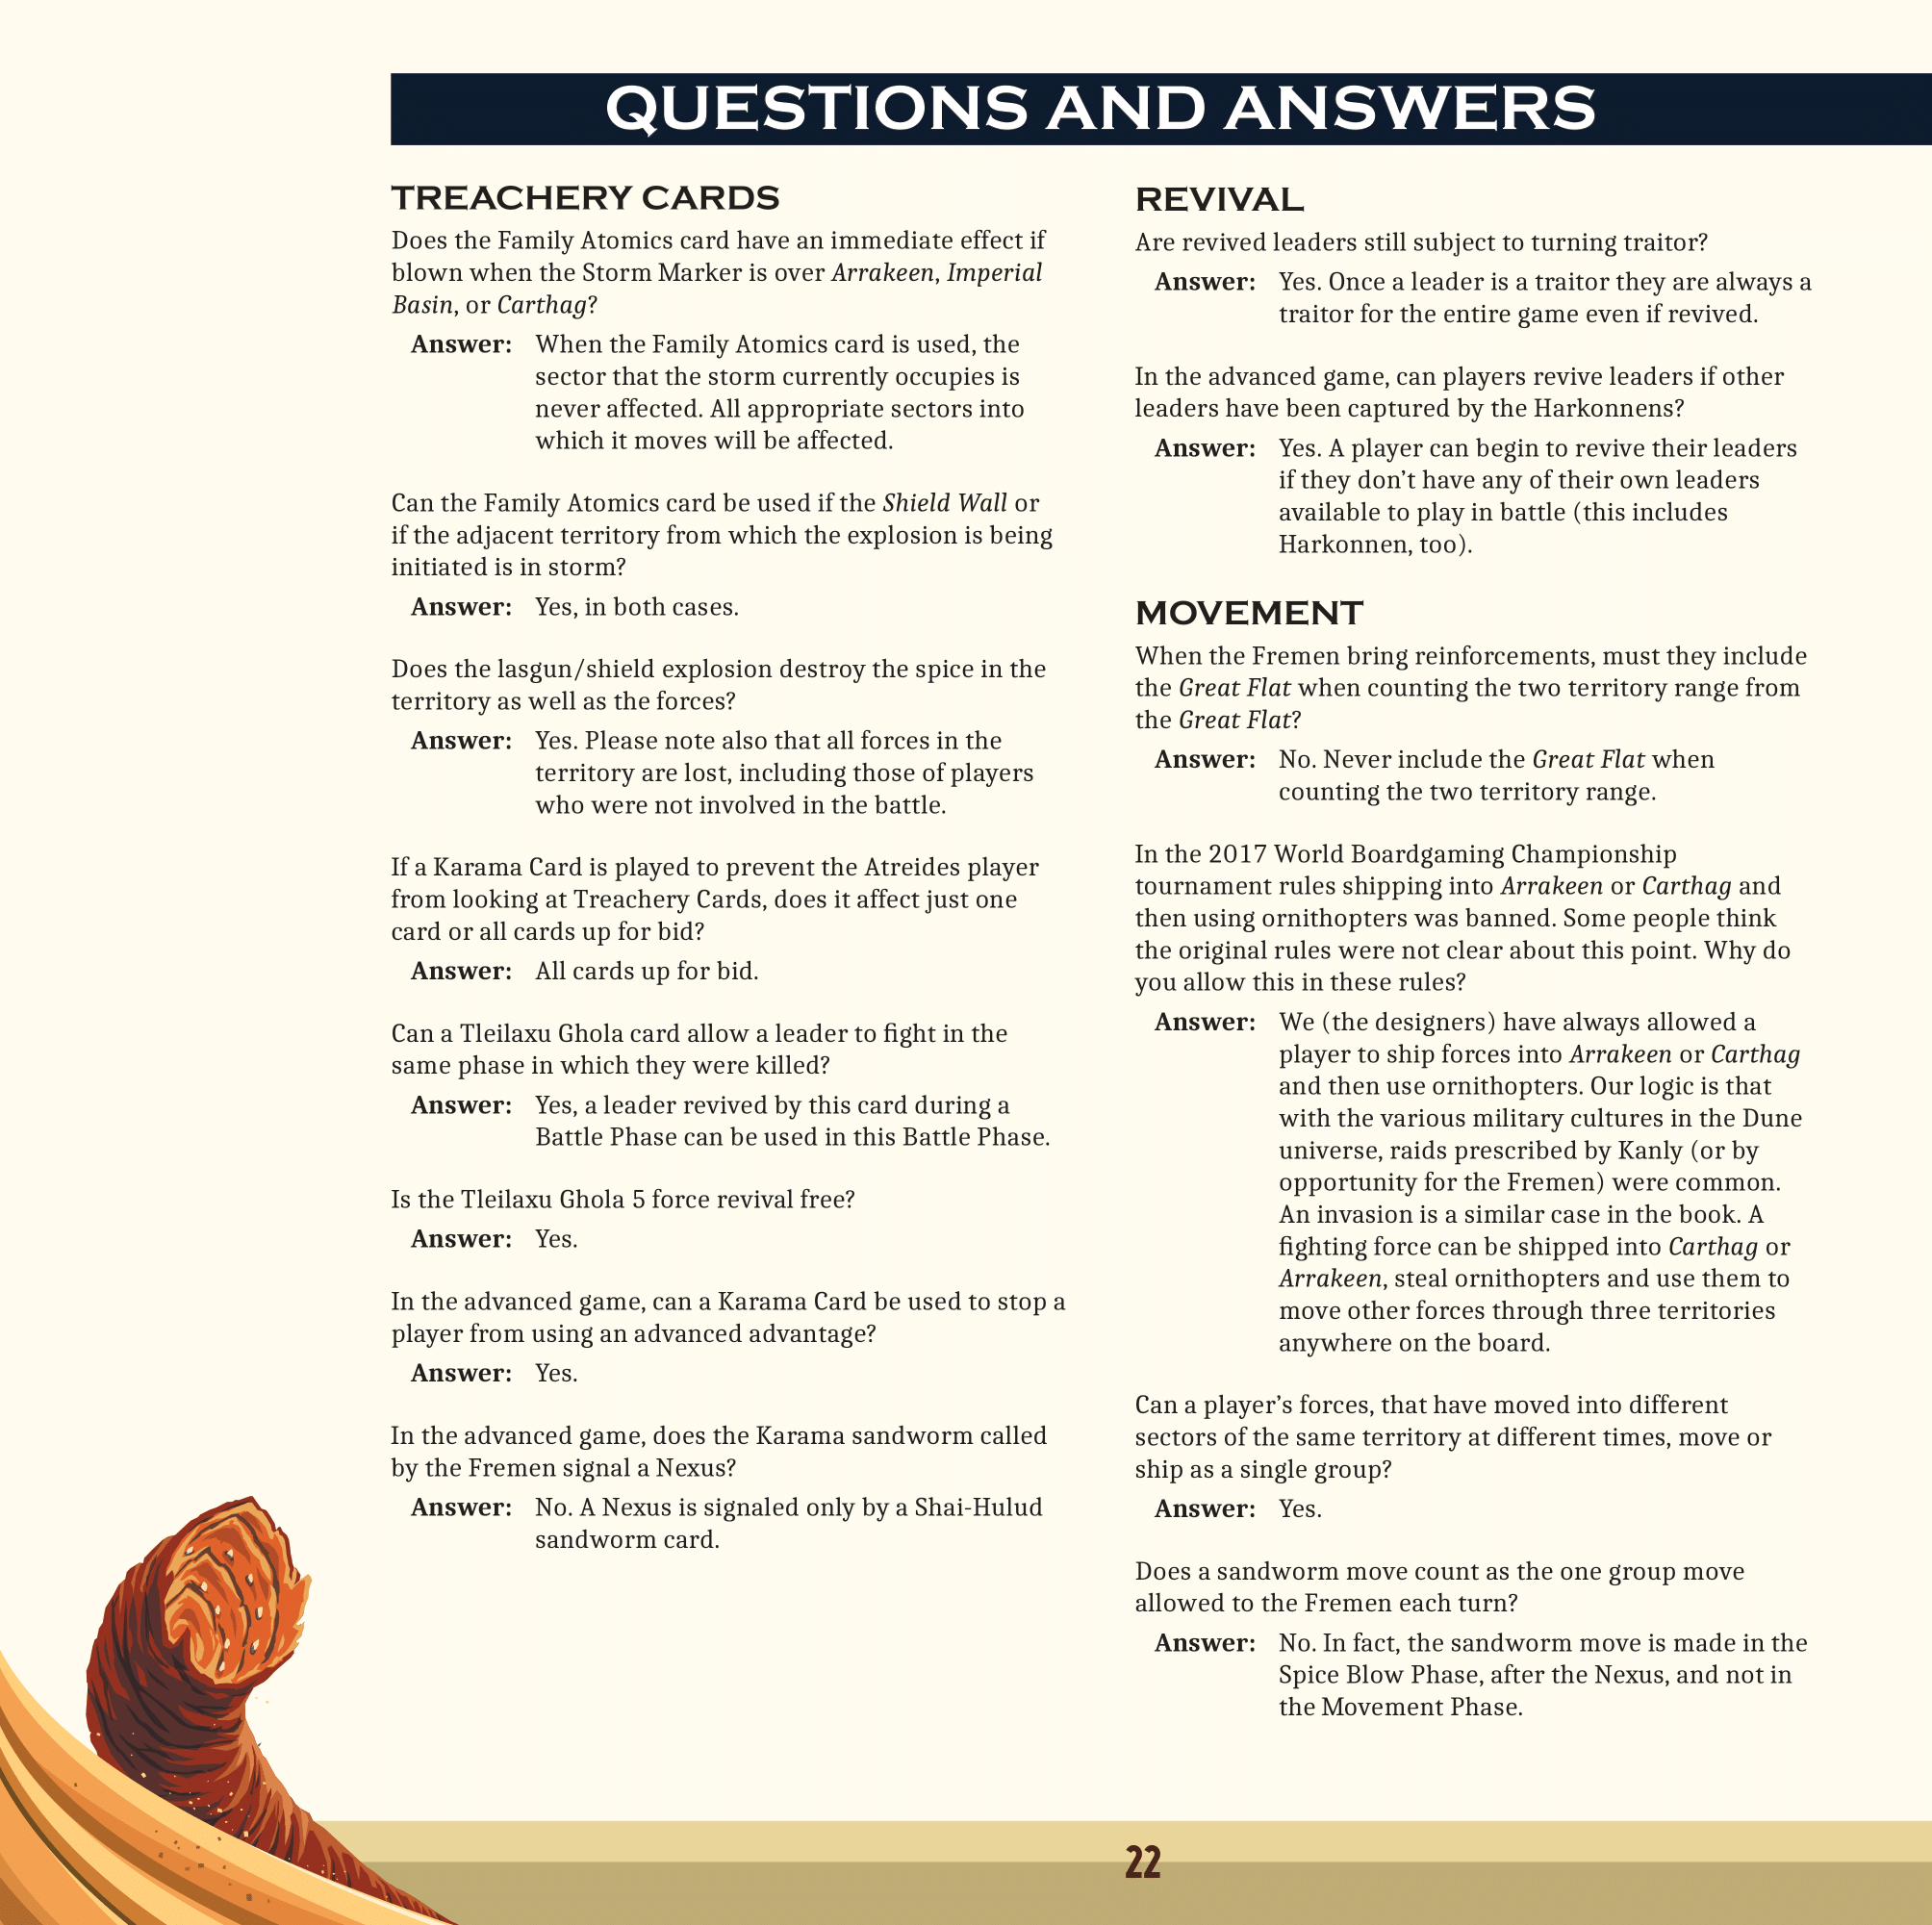 QUESTIONS AND ANSWERS
TREACHERY CARDS
Does the Family Atomics card have an immediate effect if
blown when the Storm Marker is over Arrakeen, Imperial
Basin, or Carthag?
Answer: When the Family Atomics card is used, the
sector that the storm currently occupies is
never affected. All appropriate sectors into
which it moves will be affected.
Can the Family Atomics card be used if the Shield Wall or
if the adjacent territory from which the explosion is being
initiated is in storm?
Answer: Yes, in both cases.
Does the lasgun/shield explosion destroy the spice in the
territory as well as the forces?
Answer: Yes. Please note also that all forces in the
territory are lost, including those of players
who were not involved in the battle.
If a Karama Card is played to prevent the Atreides player
from looking at Treachery Cards, does it affect just one
card or all cards up for bid?
Answer: All cards up for bid.
Can a Tleilaxu Ghola card allow a leader to fight in the
same phase in which they were killed?
Answer: Yes, a leader revived by this card during a
Battle Phase can be used in this Battle Phase.
Is the Tleilaxu Ghola 5 force revival free?
Answer: Yes.
In the advanced game, can a Karama Card be used to stop a
player from using an advanced advantage?
Answer: Yes.
In the advanced game, does the Karama sandworm called
by the Fremen signal a Nexus?
Answer: No. A Nexus is signaled only by a Shai-Hulud
sandworm card.
REVIVAL
Are revived leaders still subject to turning traitor?
Answer: Yes. Once a leader is a traitor they are always a
traitor for the entire game even if revived.
In the advanced game, can players revive leaders if other
leaders have been captured by the Harkonnens?
Answer: Yes. A player can begin to revive their leaders
if they don’t have any of their own leaders
available to play in battle (this includes
Harkonnen, too).
MOVEMENT
When the Fremen bring reinforcements, must they include
the Great Flat when counting the two territory range from
the Great Flat?
Answer: No. Never include the Great Flat when
counting the two territory range.
In the 2017 World Boardgaming Championship
tournament rules shipping into Arrakeen or Carthag and
then using ornithopters was banned. Some people think
the original rules were not clear about this point. Why do
you allow this in these rules?
Answer: We (the designers) have always allowed a
player to ship forces into Arrakeen or Carthag
and then use ornithopters. Our logic is that
with the various military cultures in the Dune
universe, raids prescribed by Kanly (or by
opportunity for the Fremen) were common.
An invasion is a similar case in the book. A
fighting force can be shipped into Carthag or
Arrakeen, steal ornithopters and use them to
move other forces through three territories
anywhere on the board.
Can a player’s forces, that have moved into different
sectors of the same territory at different times, move or
ship as a single group?
Answer: Yes.
Does a sandworm move count as the one group move
allowed to the Fremen each turn?
Answer: No. In fact, the sandworm move is made in the
Spice Blow Phase, after the Nexus, and not in
the Movement Phase.
22